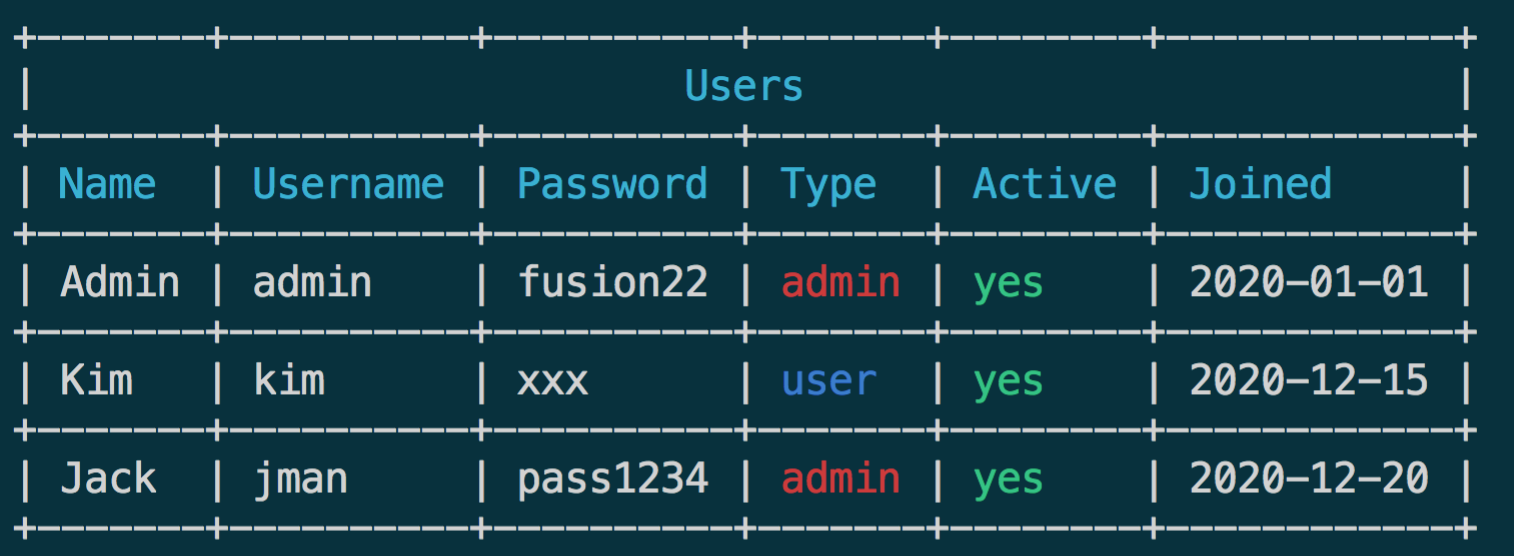 +-------+----------+----------+-------+--------+------------+
|                           Users                           |
+-------+----------+----------+-------+--------+------------+
| Name  | Username | Password | Type  | Active | Joined     |
+-------+----------+----------+-------+--------+------------+
| Admin | admin    | fusion22 | admin | yes    | 2020-01-01 |
+-------+----------+----------+-------+--------+------------+
| Kim   | kim      | xxx      | user  | yes    | 2020-12-15 |
+-------+----------+----------+-------+--------+------------+
| Jack  | jman     | pass1234 | admin | yes    | 2020-12-20 |
+-------+----------+----------+-------+--------+------------+